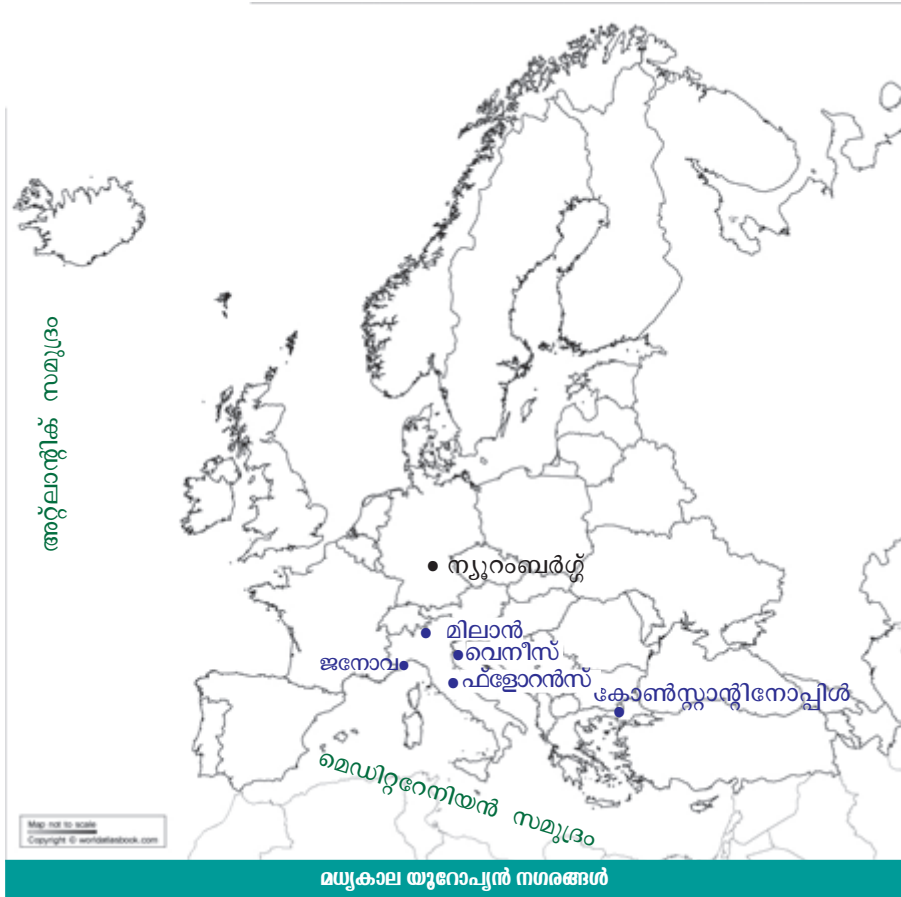 അറ്റ്ലാന്റിക് സമുദ്രം
ന്യൂറംബർഗ്ഗ്
മിലാൻ
വെനീസ്
ജനോവ
ഫ്ളോറൻസ്
കോൺസ്റ്റാന്റിനോപ്പിൾ
മെഡിറ്ററേനിയൻ സമുദ്രം
Map not to scale
Copyright © worldatlasbook.com
മധ്യകാല യൂറോപ്യൻ നഗരങ്ങൾ